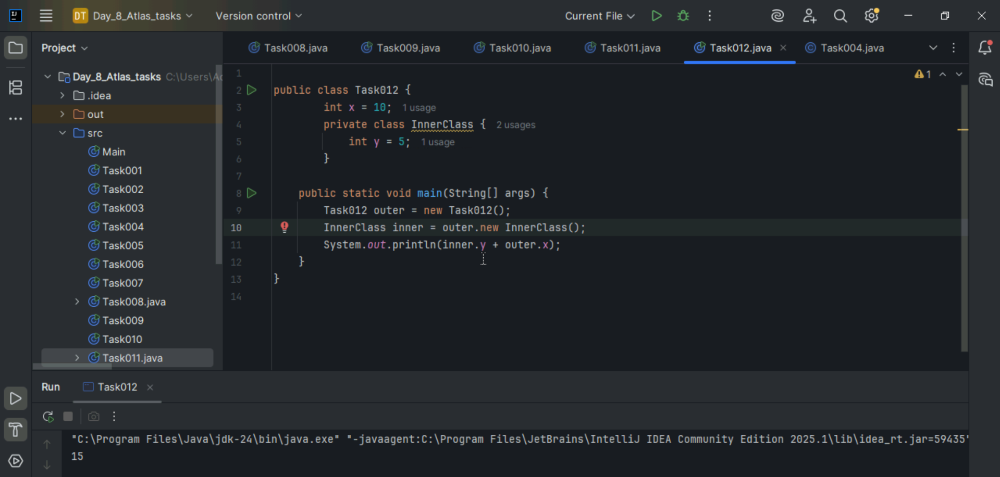 IJ
DT Day_8_Atlas_tasks Version control Current File
Project
Task008.java Task009.java Task010.java Task011.java Task012.java Task004.java
Day_8_Atlas_tasks C:\Users\Ac
.idea
out
src
Main
Task001
Task002
Task003
Task004
Task005
Task006
Task007
Task008.java
Task009
Task010
Task011.java
1
2 public class Task012 {
3 int x = 10; 1 usage
4 private class InnerClass { 2 usages
5 int y = 5; 1 usage
6 }
7
8 public static void main(String[] args) {
9 Task012 outer = new Task012();
10 InnerClass inner = outer.new InnerClass();
11 System.out.println(inner.y + outer.x);
12 }
13 }
14
1
Run Task012
"C:\Program Files\Java\jdk-24\bin\java.exe" "-javaagent:C:\Program Files\JetBrains\IntelliJ IDEA Community Edition 2025.1\lib\idea_rt.jar=59435"
15